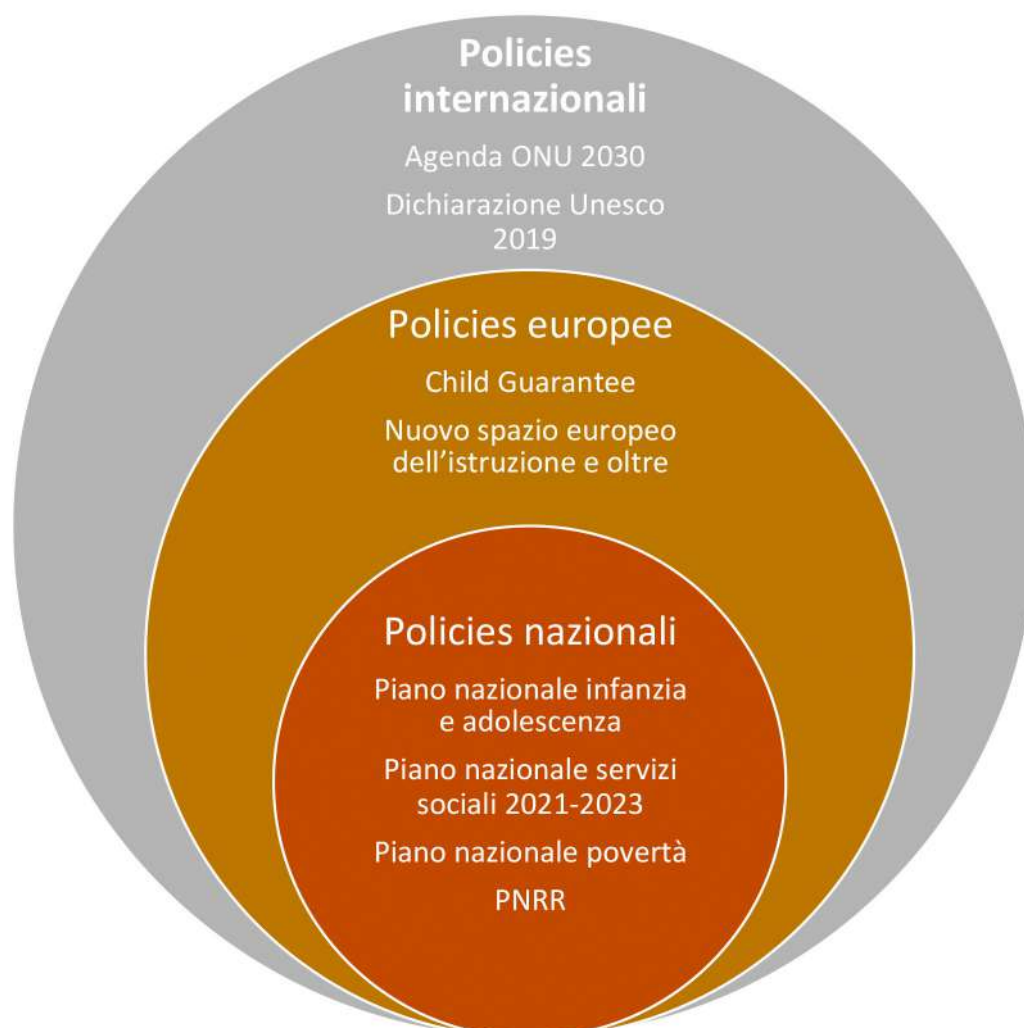 Policies
internazionali
Agenda ONU 2030
Dichiarazione Unesco
2019
Policies europee
Child Guarantee
Nuovo spazio europeo
dell’istruzione e oltre
Policies nazionali
Piano nazionale infanzia
e adolescenza
Piano nazionale servizi
sociali 2021-2023
Piano nazionale povertà
PNRR